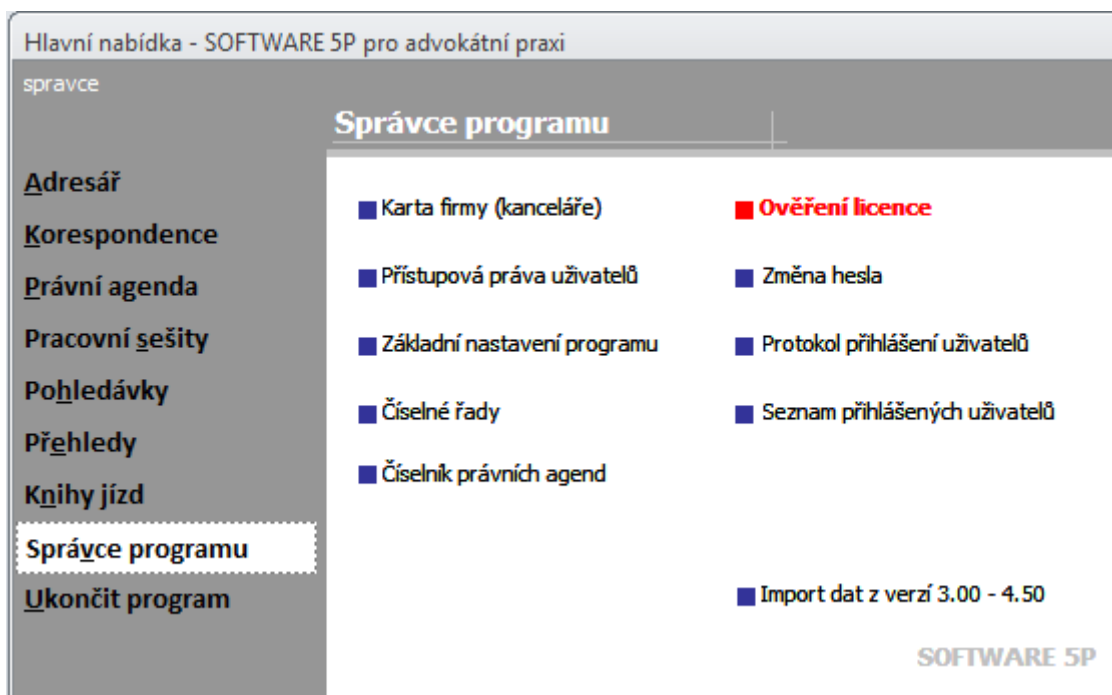 Hlavní nabídka - SOFTWARE 5P pro advokátní praxi
spravce
Správce programu
Adresář
Korespondence
Právní agenda
Pracovní sešity
Pohledávky
Přehledy
Knihy jízd
Správce programu
Ukončit program
Karta firmy (kanceláře)
Přístupová práva uživatelů
Základní nastavení programu
Číselné řady
Číselník právních agend
Ověření licence
Změna hesla
Protokol přihlášení uživatelů
Seznam přihlášených uživatelů
Import dat z verzí 3.00 - 4.50
SOFTWARE 5P